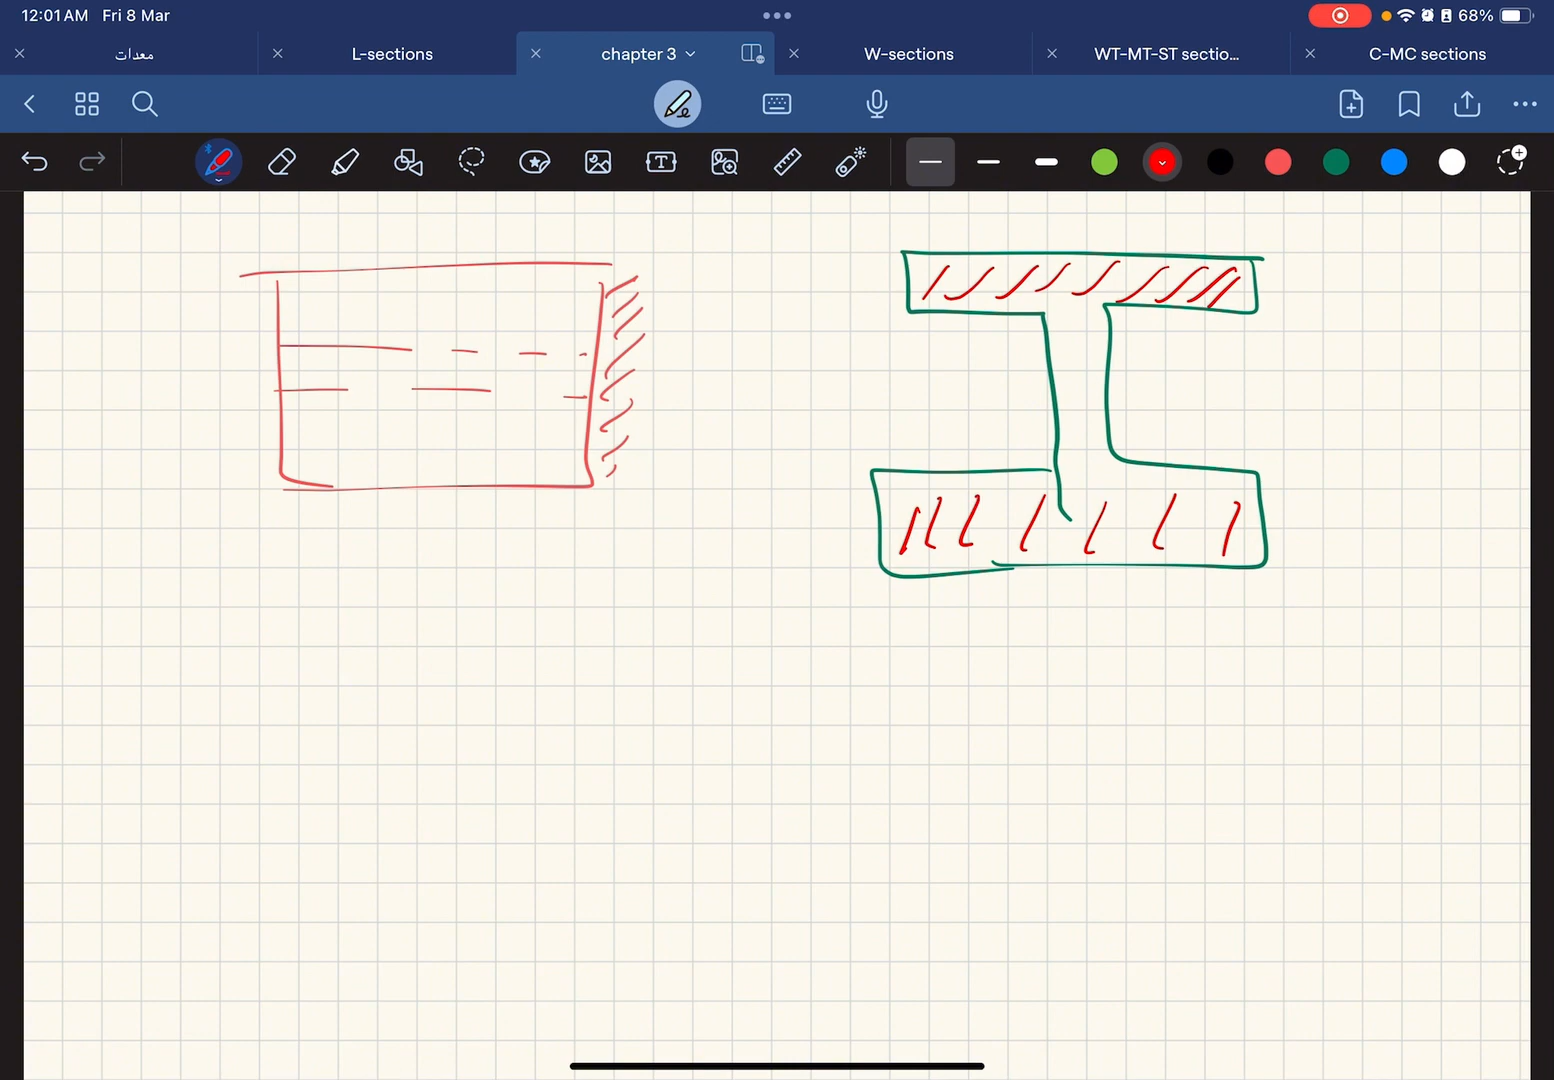 12:01 AM Fri 8 Mar 68%
معدات
L-sections
chapter 3
W-sections
WT-MT-ST sectio...
C-MC sections
T